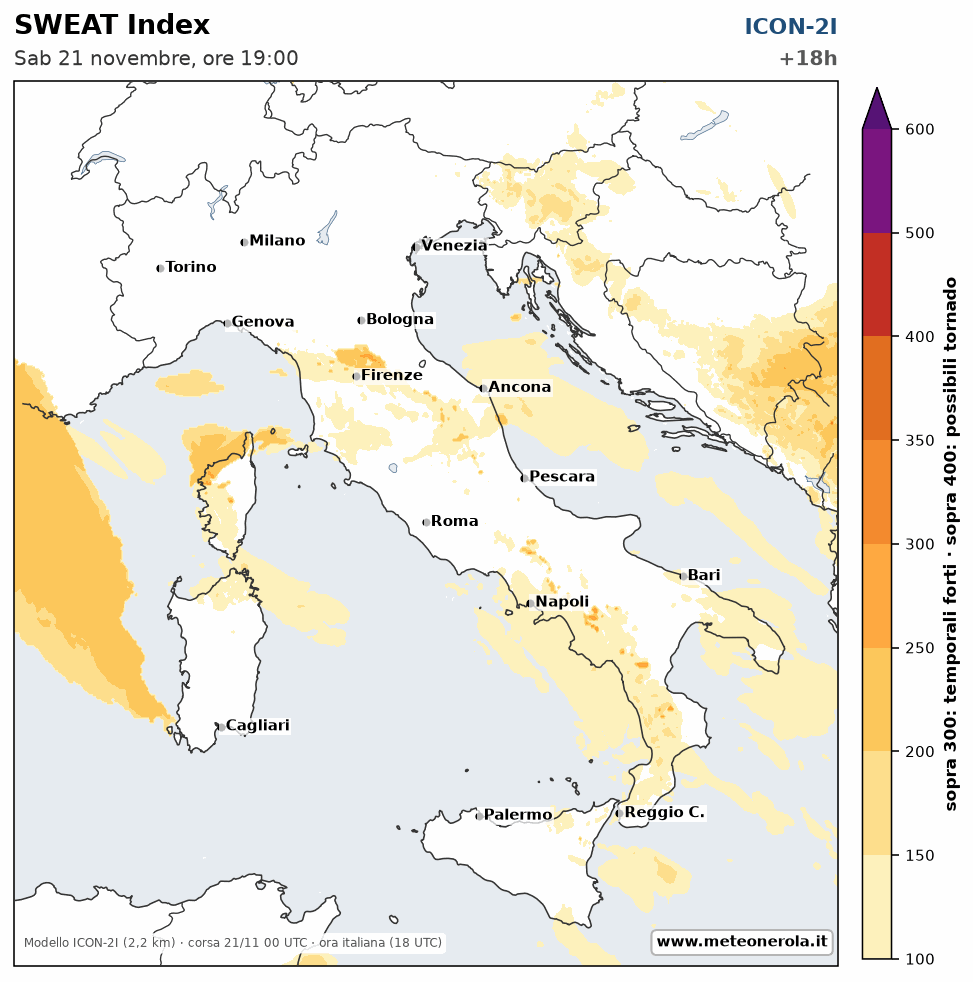 SWEAT Index
ICON-2I
Sab 21 novembre, ore 19:00
+18h
600
500
400
350
300
250
200
150
100
sopra 300: temporali forti · sopra 400: possibili tornado
Milano
Venezia
Torino
Genova
Bologna
Firenze
Ancona
Pescara
Roma
Bari
Napoli
Cagliari
Palermo
Reggio C.
Modello ICON-2I (2,2 km) · corsa 21/11 00 UTC · ora italiana (18 UTC)
www.meteonerola.it